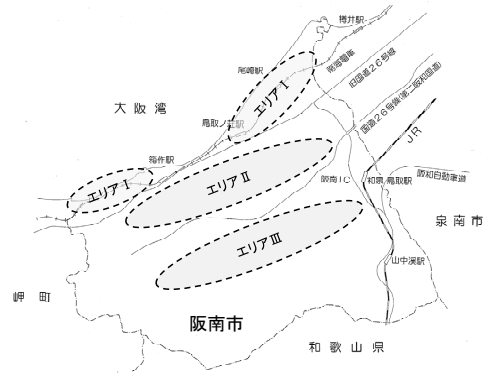 樽井駅
南海電車
尾崎駅
旧国道26号線
エリアⅠ
国道26号線(第二阪和国道)
大阪湾
鳥取ノ荘駅
JR
箱作駅
エリアⅠ
エリアⅡ
阪南IC
和泉鳥取駅
阪和自動車道
泉南市
エリアⅢ
山中渓駅
岬町
阪南市
和歌山県